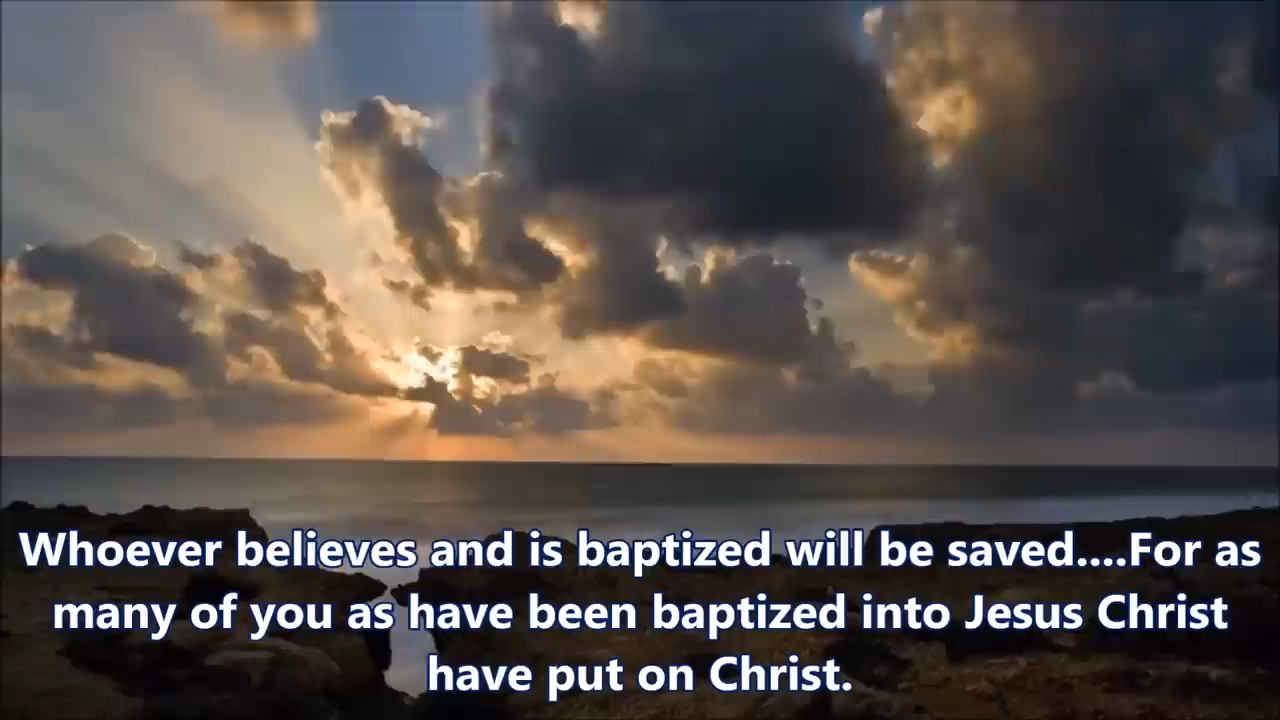 Whoever believes and is baptized will be saved....For as
many of you as have been baptized into Jesus Christ
have put on Christ.